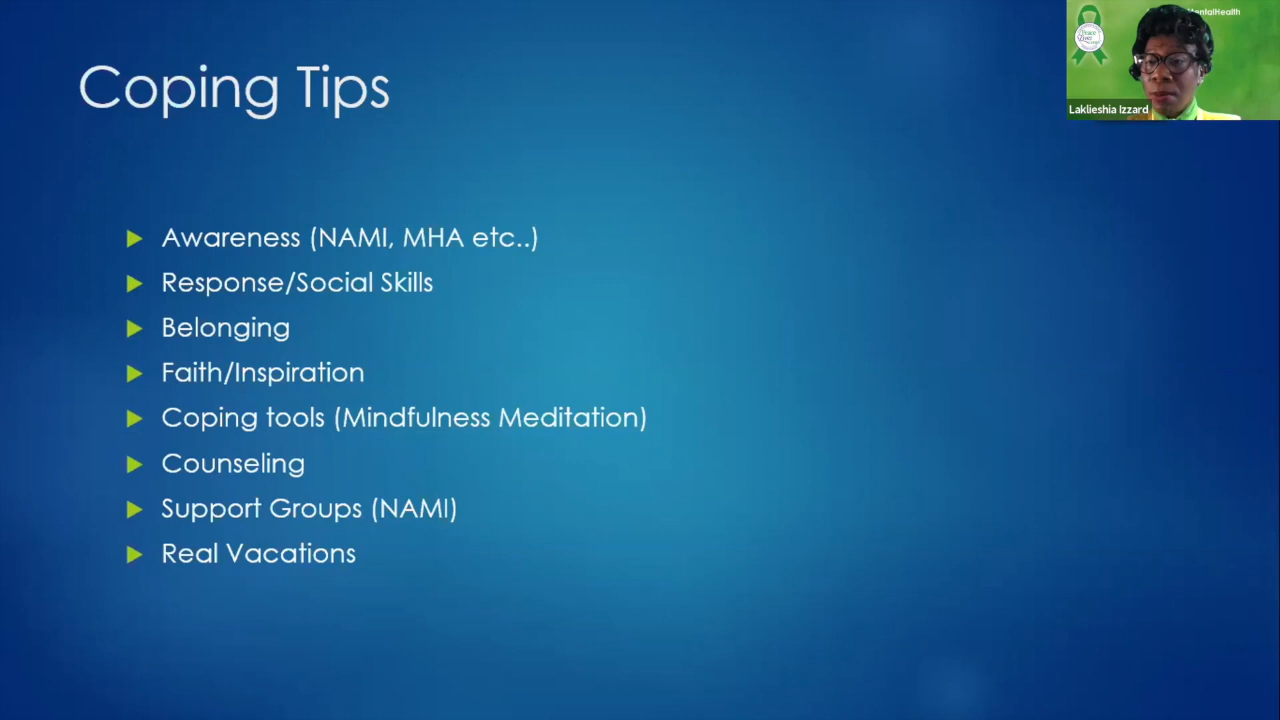 Coping Tips
entalHealth
Laklieshia Izzard
Awareness (NAMI, MHA etc..)
Response/Social Skills
Belonging
Faith/Inspiration
Coping tools (Mindfulness Meditation)
Counseling
Support Groups (NAMI)
Real Vacations